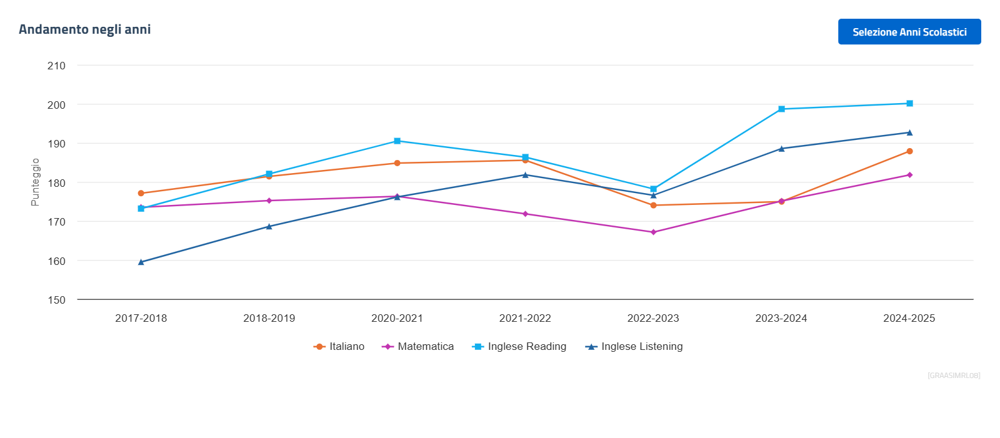 Andamento negli anni
Selezione Anni Scolastici
210
200
190
180
170
160
150
Punteggio
2017-2018 2018-2019 2020-2021 2021-2022 2022-2023 2023-2024 2024-2025
Italiano Matematica Inglese Reading Inglese Listening
[GRAASIMRL08]